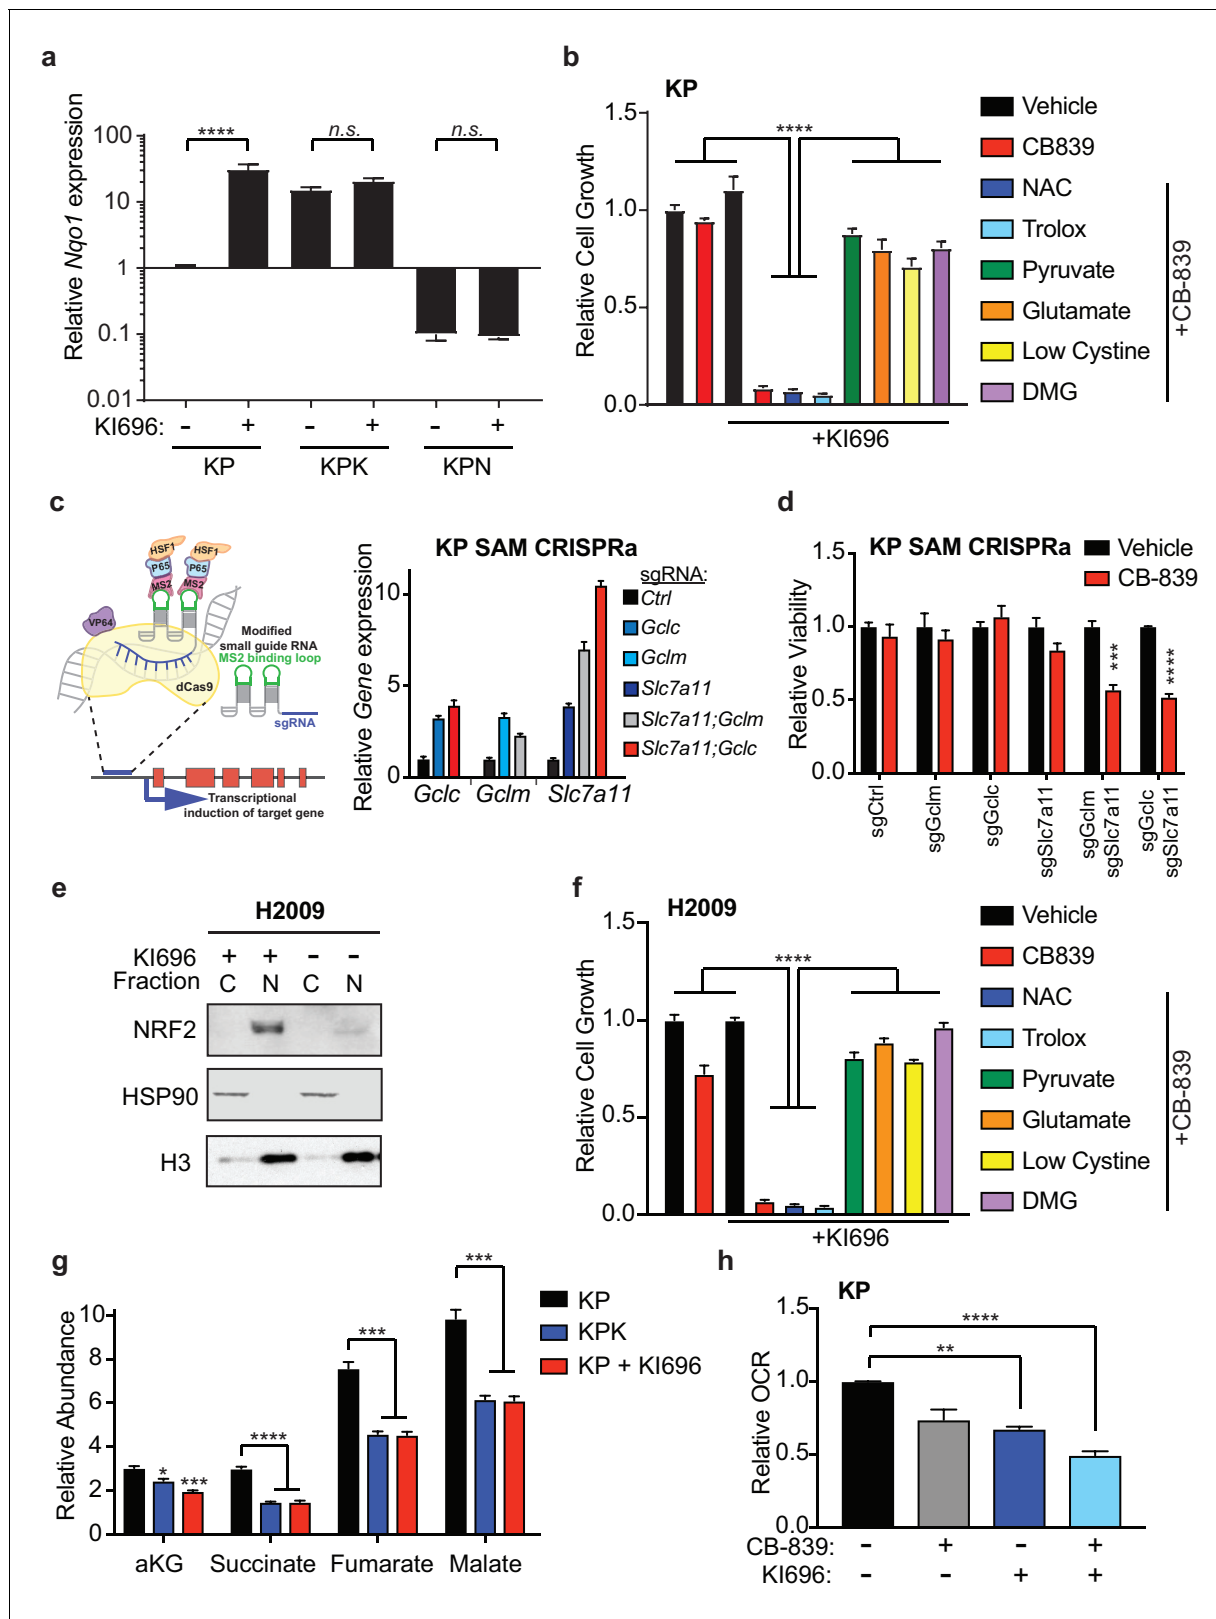 a
Relative Nqo1 expression
100
10
1
0.1
0.01
**** n.s. n.s.
KI696: - + - + - +
KP KPK KPN
b
KP
Relative Cell Growth
1.5
1.0
0.5
0.0
****
+KI696
Vehicle
CB839
NAC
Trolox
Pyruvate
Glutamate
Low Cystine
DMG
+CB-839
c
HSF1 HSF1
P65 P65
MS2 MS2
VP64
Modified
small guide RNA
MS2 binding loop
dCas9
sgRNA
Transcriptional
induction of target gene
KP SAM CRISPRa
Relative Gene expression
10
5
0
Gclc Gclm Slc7a11
sgRNA:
Ctrl
Gclc
Gclm
Slc7a11
Slc7a11;Gclm
Slc7a11;Gclc
d
KP SAM CRISPRa
Relative Viability
1.5
1.0
0.5
0.0
*** ****
Vehicle
CB-839
sgCtrl
sgGclm
sgGclc
sgSlc7a11
sgGclm
sgSlc7a11
sgGclc
sgSlc7a11
e
H2009
KI696 + + - -
Fraction C N C N
NRF2
HSP90
H3
f
H2009
Relative Cell Growth
1.5
1.0
0.5
0.0
****
+KI696
Vehicle
CB839
NAC
Trolox
Pyruvate
Glutamate
Low Cystine
DMG
+CB-839
g
Relative Abundance
10
8
6
4
2
0
* *** **** *** ***
aKG Succinate Fumarate Malate
KP
KPK
KP + KI696
h
KP
Relative OCR
1.5
1.0
0.5
0.0
****
**
CB-839: - + - +
KI696: - - + +